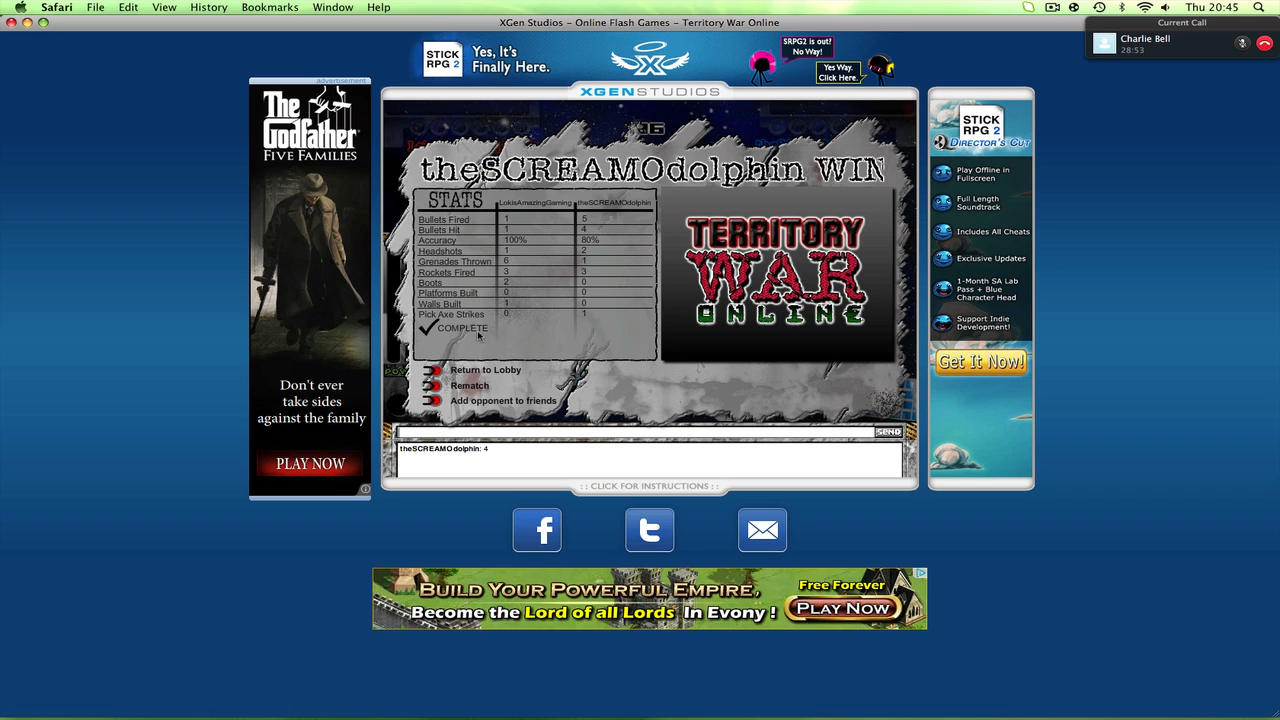 Safari File Edit View History Bookmarks Window Help
Thu 20:45
XGen Studios – Online Flash Games – Territory War Online
Current Call
Charlie Bell
28:53
STICK
RPG 2
Yes, It's
Finally Here.
X
SRPG2 is out?
No Way!
Yes Way.
Click Here.
advertisement
The
Godfather
FIVE FAMILIES
Don't ever
take sides
against the family
PLAY NOW
XGENSTUDIOS
theSCREAMOdolphin WIN
STATS LokisAmazingGaming theSCREAMOdolphin
Bullets Fired 1 5
Bullets Hit 1 4
Accuracy 100% 80%
Headshots 1 2
Grenades Thrown 6 1
Rockets Fired 3 3
Boots 2 0
Platforms Built 0 0
Walls Built 1 0
Pick Axe Strikes 0 1
COMPLETE
TERRITORY
WAR
ONLINE
Return to Lobby
Rematch
Add opponent to friends
SEND
theSCREAMOdolphin: 4
: : CLICK FOR INSTRUCTIONS : :
STICK
RPG 2
DIRECTOR'S CUT
Play Offline in
Fullscreen
Full Length
Soundtrack
Includes All Cheats
Exclusive Updates
1-Month SA Lab
Pass + Blue
Character Head
Support Indie
Development!
Get It Now!
f
t
BUILD YOUR POWERFUL EMPIRE,
Become the Lord of all Lords In Evony !
Free Forever
PLAY NOW